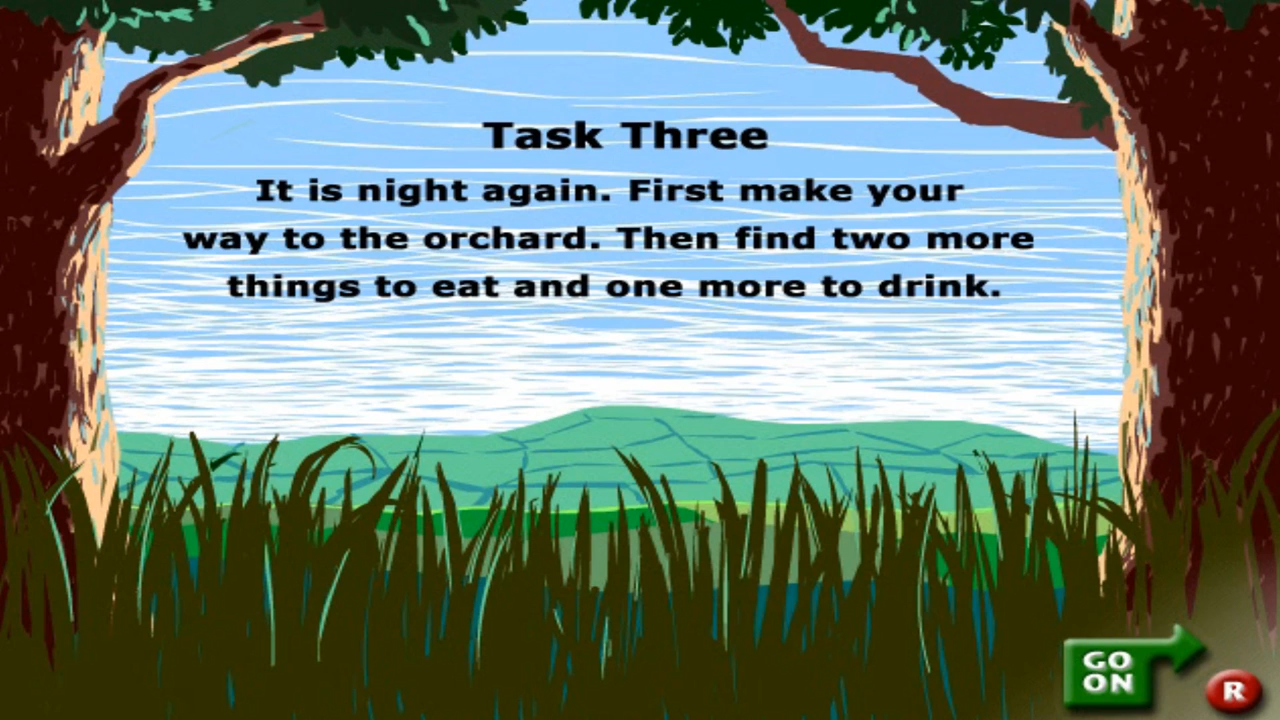 Task Three
It is night again. First make your
way to the orchard. Then find two more
things to eat and one more to drink.
GO
ON
R